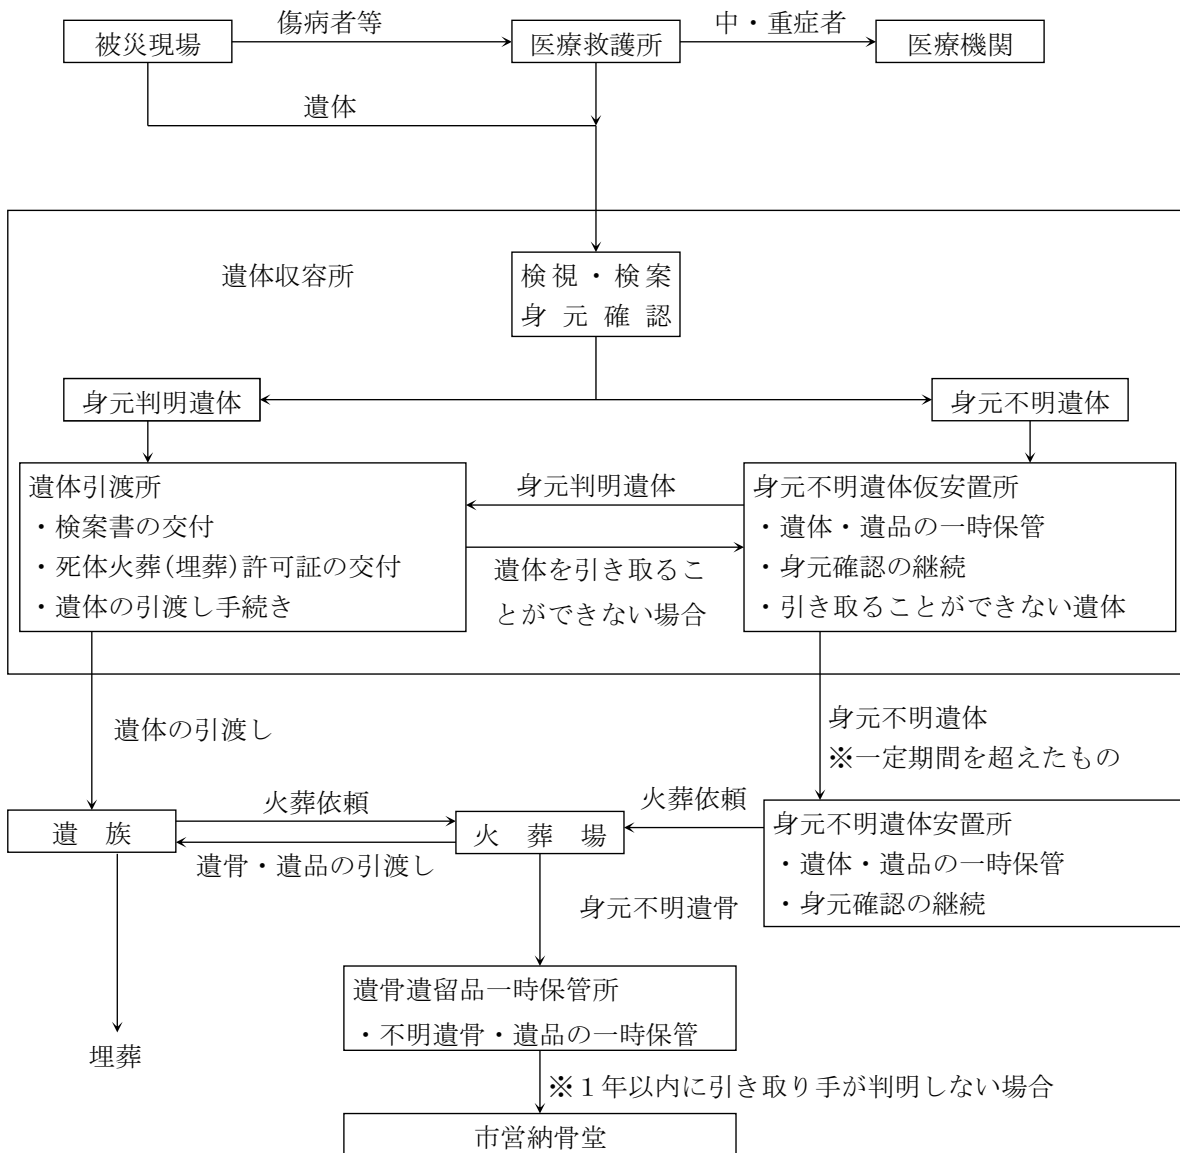 傷病者等
中・重症者
被災現場
医療救護所
医療機関
遺体
遺体収容所
検視・検案
身元確認
身元判明遺体
身元不明遺体
遺体引渡所
・検案書の交付
・死体火葬(埋葬)許可証の交付
・遺体の引渡し手続き
身元判明遺体
遺体を引き取るこ
とができない場合
身元不明遺体仮安置所
・遺体・遺品の一時保管
・身元確認の継続
・引き取ることができない遺体
遺体の引渡し
身元不明遺体
※一定期間を超えたもの
遺族
火葬依頼
遺骨・遺品の引渡し
火葬場
火葬依頼
身元不明遺体安置所
・遺体・遺品の一時保管
・身元確認の継続
身元不明遺骨
埋葬
遺骨遺留品一時保管所
・不明遺骨・遺品の一時保管
※1年以内に引き取り手が判明しない場合
市営納骨堂